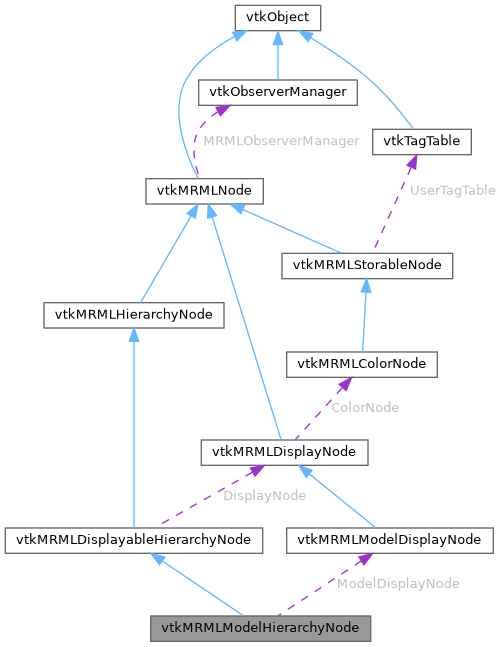 vtkObject
vtkObserverManager
MRMLObserverManager
vtkTagTable
vtkMRMLNode
UserTagTable
vtkMRMLStorableNode
vtkMRMLHierarchyNode
vtkMRMLColorNode
ColorNode
vtkMRMLDisplayNode
DisplayNode
vtkMRMLDisplayableHierarchyNode
vtkMRMLModelDisplayNode
ModelDisplayNode
vtkMRMLModelHierarchyNode